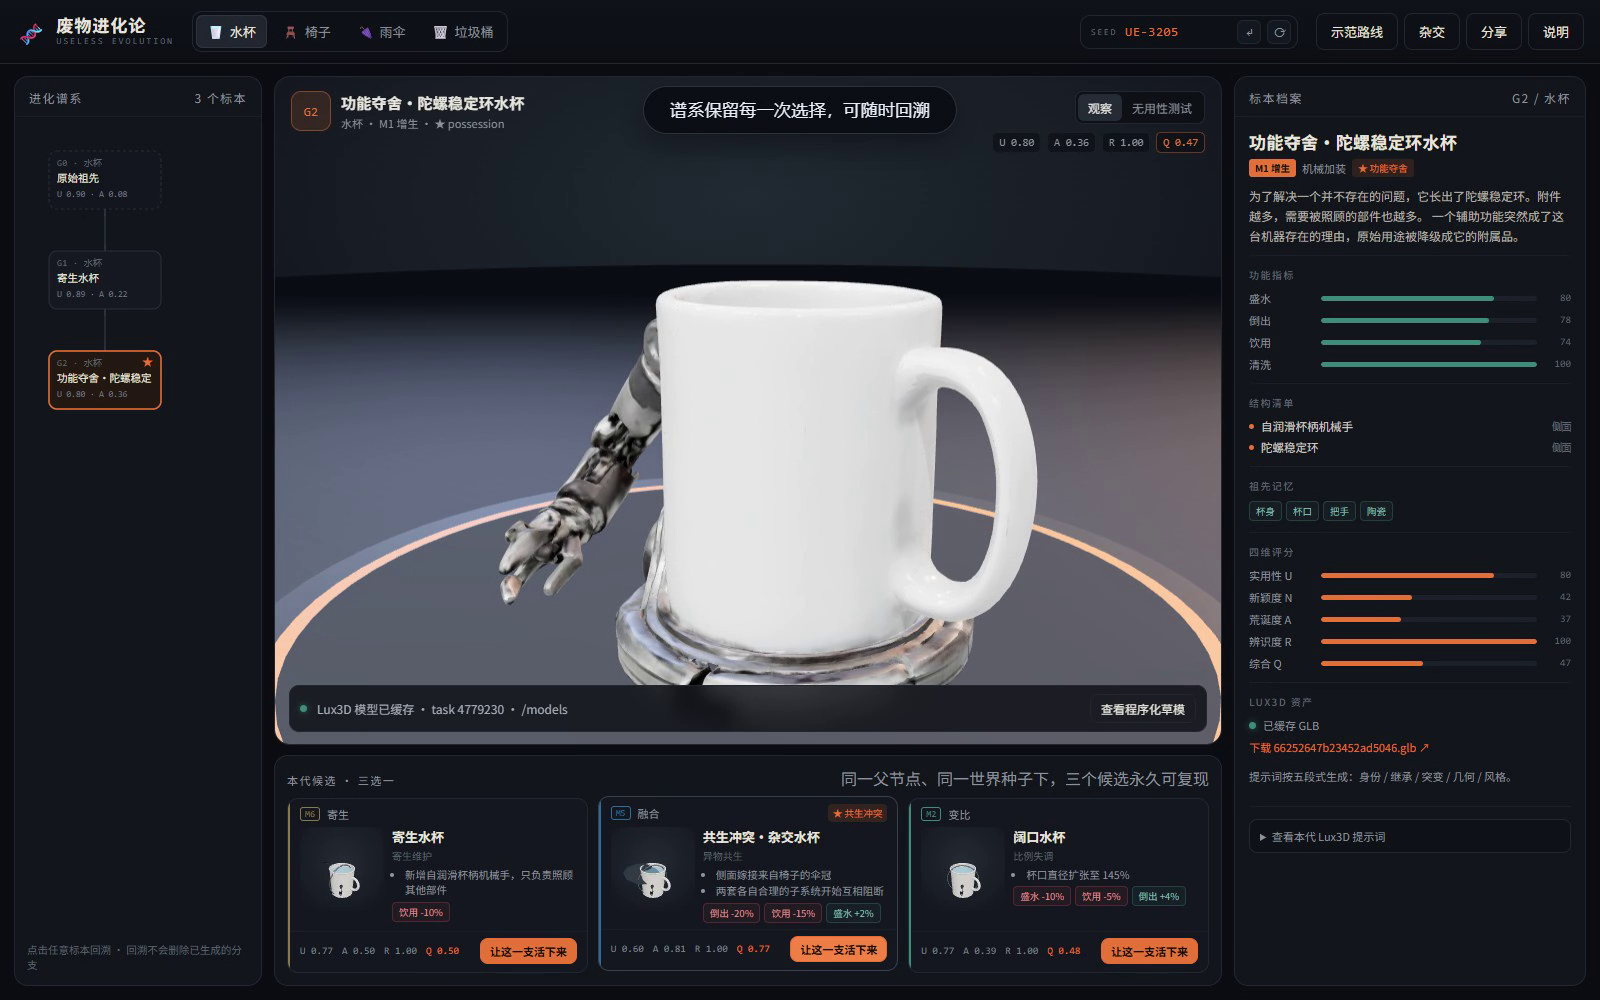 废物进化论
USELESS EVOLUTION
水杯
椅子
雨伞
垃圾桶
SEED UE-3205
示范路线
杂交
分享
说明
进化谱系
3 个标本
G0 · 水杯
原始祖先
U 0.90 · A 0.08
G1 · 水杯
寄生水杯
U 0.89 · A 0.22
G2 · 水杯 ★
功能夺舍·陀螺稳定
U 0.80 · A 0.36
点击任意标本回溯 · 回溯不会删除已生成的分
支
G2
功能夺舍·陀螺稳定环水杯
水杯 · M1 增生 · ★ possession
谱系保留每一次选择，可随时回溯
观察
无用性测试
U 0.80
A 0.36
R 1.00
Q 0.47
Lux3D 模型已缓存 · task 4779230 · /models
查看程序化草模
本代候选 · 三选一
同一父节点、同一世界种子下，三个候选永久可复现
M6 寄生
寄生水杯
寄生维护
新增自润滑杯柄机械手，只负责照顾
其他部件
饮用 -10%
U 0.77 A 0.50 R 1.00 Q 0.50
让这一支活下来
M5 融合
★ 共生冲突
共生冲突·杂交水杯
异物共生
侧面嫁接来自椅子的伞冠
两套各自合理的子系统开始互相阻断
倒出 -20%
饮用 -15%
盛水 +2%
U 0.60 A 0.81 R 1.00 Q 0.77
让这一支活下来
M2 变比
阔口水杯
比例失调
杯口直径扩张至 145%
盛水 -10%
饮用 -5%
倒出 +4%
U 0.77 A 0.39 R 1.00 Q 0.48
让这一支活下来
标本档案
G2 / 水杯
功能夺舍·陀螺稳定环水杯
M1 增生
机械加装
★ 功能夺舍
为了解决一个并不存在的问题，它长出了陀螺稳定环。附件
越多，需要被照顾的部件也越多。 一个辅助功能突然成了这
台机器存在的理由，原始用途被降级成它的附属品。
功能指标
盛水 80
倒出 78
饮用 74
清洗 100
结构清单
自润滑杯柄机械手 侧面
陀螺稳定环 侧面
祖先记忆
杯身
杯口
把手
陶瓷
四维评分
实用性 U 80
新颖度 N 42
荒诞度 A 37
辨识度 R 100
综合 Q 47
LUX3D 资产
已缓存 GLB
下载 66252647b23452ad5046.glb ↗
提示词按五段式生成：身份 / 继承 / 突变 / 几何 / 风格。
▶ 查看本代 Lux3D 提示词